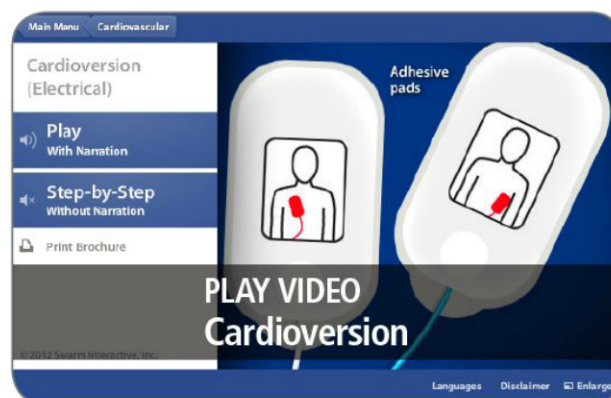 Main Menu Cardiovascular
Cardioversion
(Electrical)
Play
With Narration
Step-by-Step
Without Narration
Print Brochure
Adhesive
pads
PLAY VIDEO
Cardioversion
© 2012 Swarm Interactive, Inc.
Languages Disclaimer Enlarge